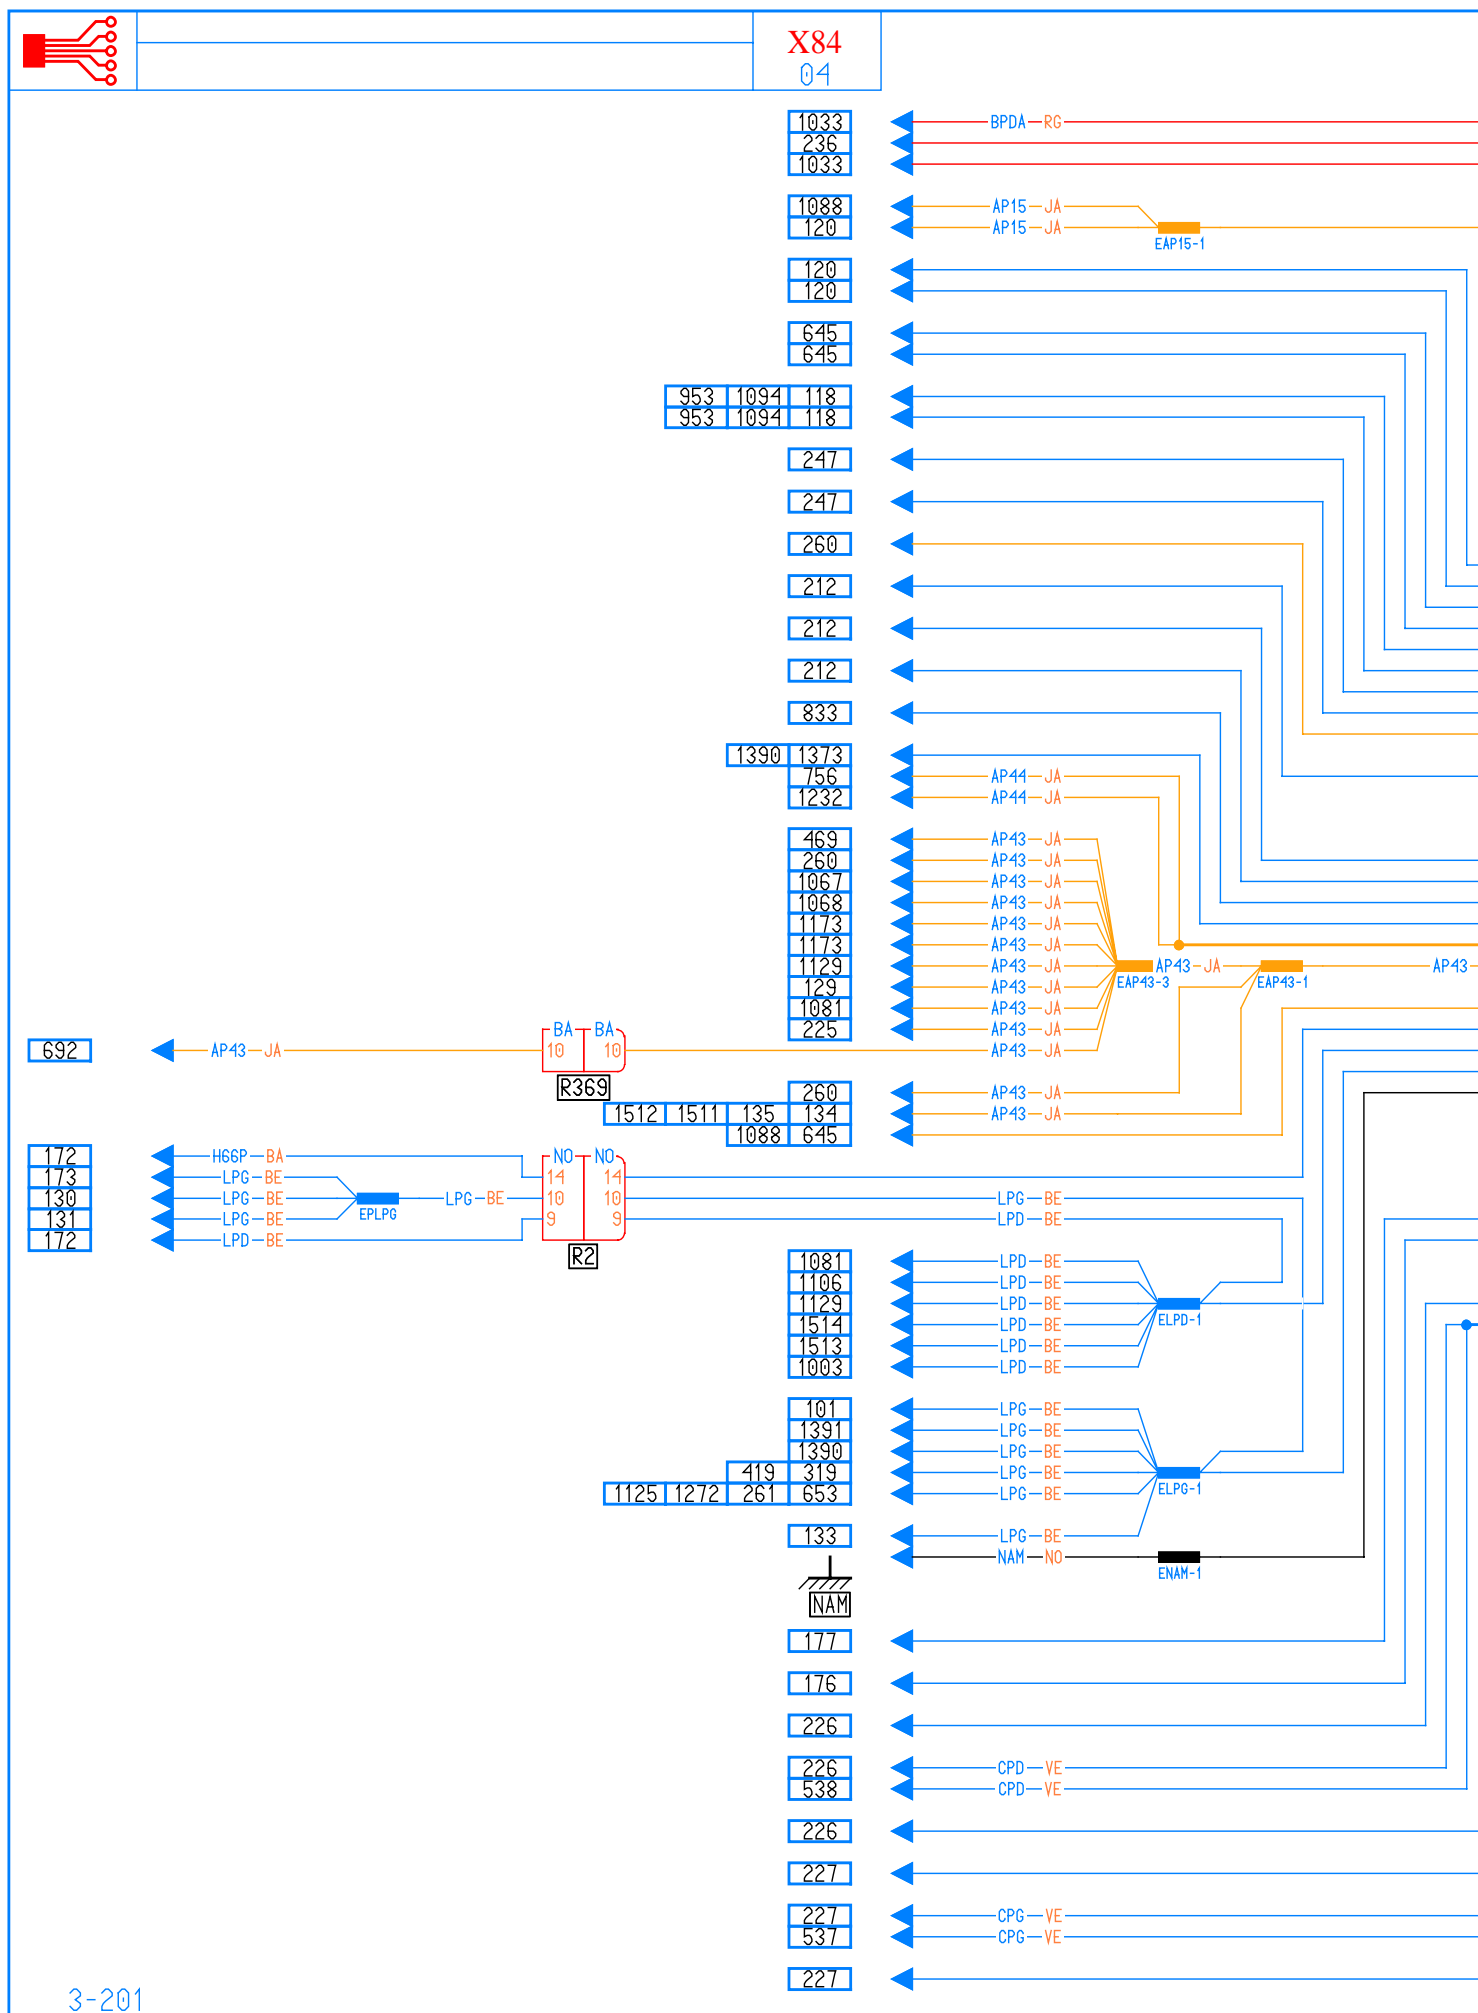 X84
04
1033 BPDA RG
236
1033
1088 AP15 JA
120 AP15 JA
EAP15-1
120
120
645
645
953 1094 118
953 1094 118
247
247
260
212
212
212
833
1390 1373
756 AP44 JA
1232 AP44 JA
469 AP43 JA
260 AP43 JA
1067 AP43 JA
1068 AP43 JA
1173 AP43 JA
1173 AP43 JA
1129 AP43 JA AP43 JA AP43
129 AP43 JA EAP43-3 EAP43-1
1081 AP43 JA
225 AP43 JA
BA BA
692 AP43 JA 10 10 AP43 JA
R369
260 AP43 JA
1512 1511 135 134 AP43 JA
1088 645
172 H66P BA NO NO
173 LPG BE 14 14
130 LPG BE EPLPG LPG BE 10 10 LPG BE
131 LPG BE 9 9 LPD BE
172 LPD BE
R2
1081 LPD BE
1106 LPD BE
1129 LPD BE
ELPD-1
1514 LPD BE
1513 LPD BE
1003 LPD BE
101 LPG BE
1391 LPG BE
1390 LPG BE
419 319 LPG BE
ELPG-1
1125 1272 261 653 LPG BE
133 LPG BE
NAM NO
ENAM-1
NAM
177
176
226
226 CPD VE
538 CPD VE
226
227
227 CPG VE
537 CPG VE
227
3-201